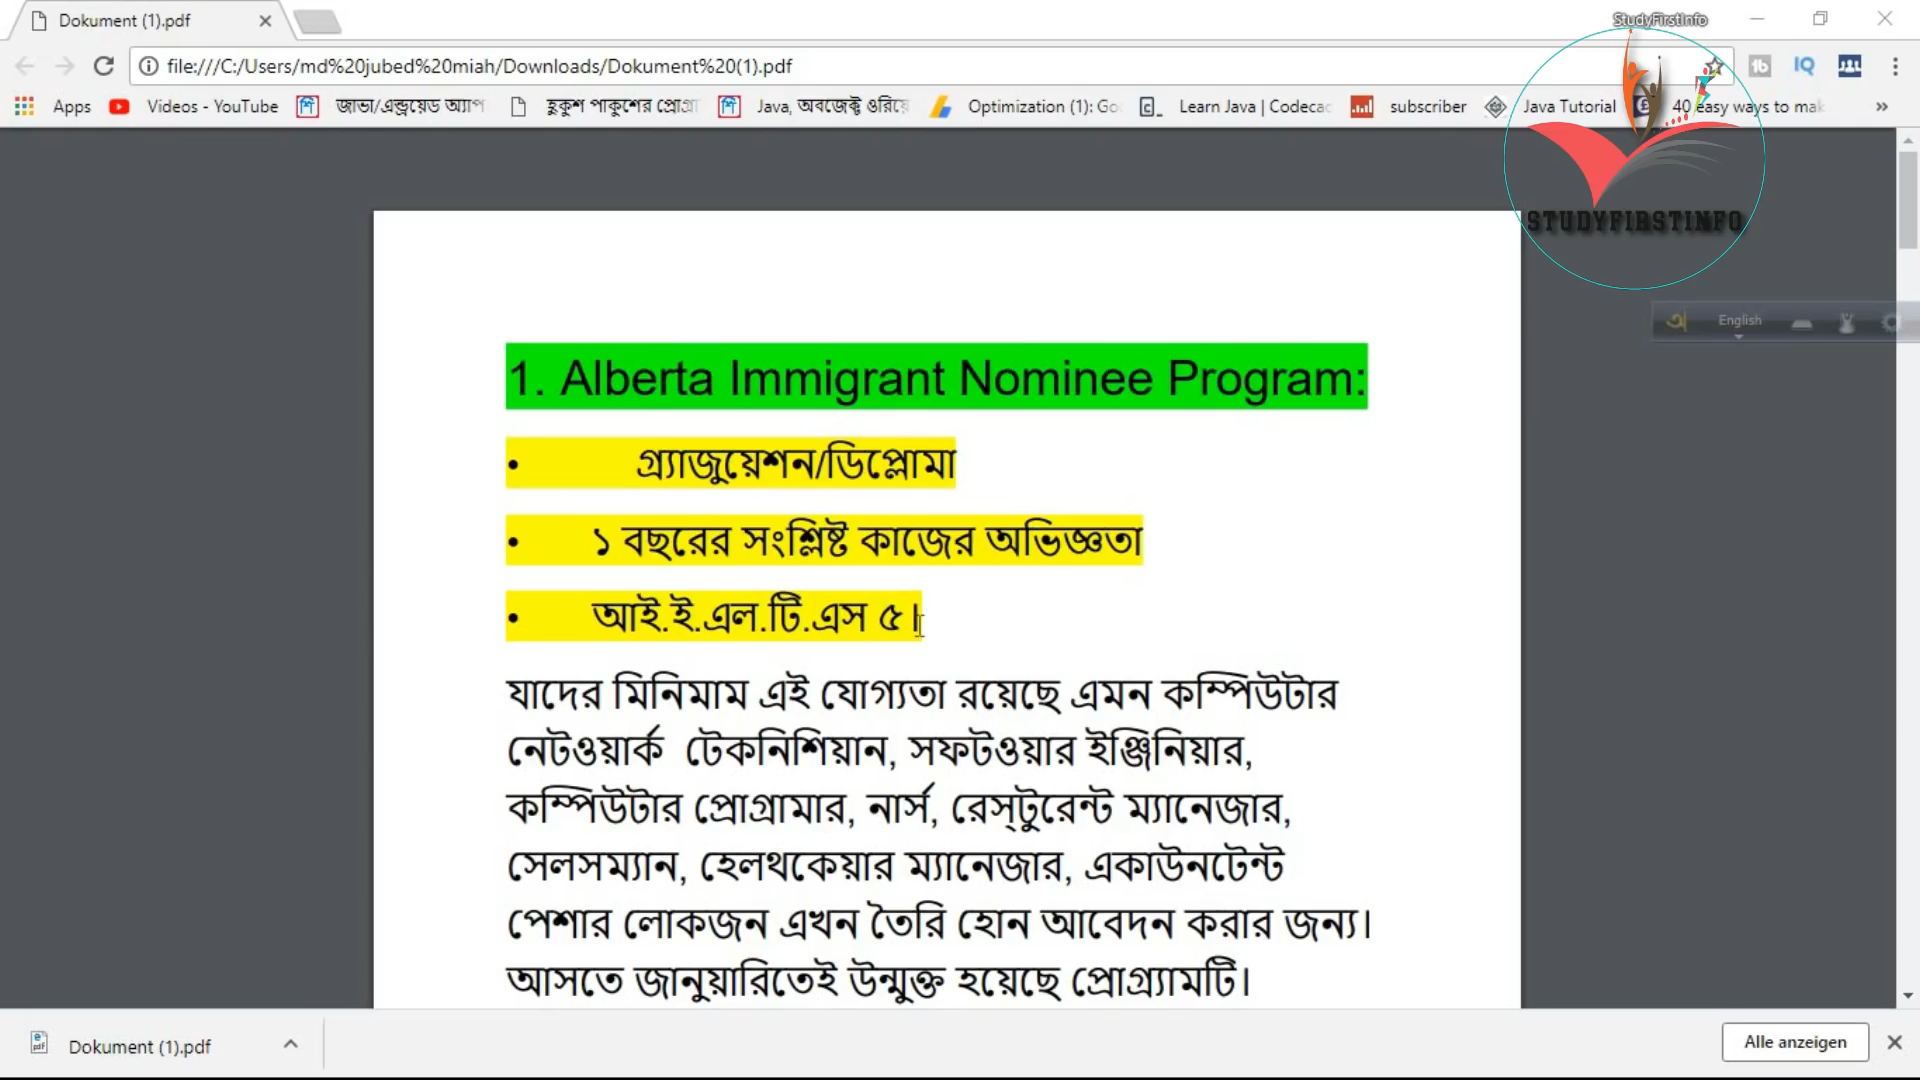 Dokument (1).pdf
StudyFirstInfo
file:///C:/Users/md%20jubed%20miah/Downloads/Dokument%20(1).pdf
Apps Videos - YouTube জাভা/এন্ড্রয়েড অ্যাপ হুকুশ পাকুশের প্রোগ্রা Java, অবজেক্ট ওরিয়ে Optimization (1): Go Learn Java | Codecac subscriber Java Tutorial 40 easy ways to mak »
STUDYFIRSTINFO
অ English
1. Alberta Immigrant Nominee Program:
• গ্র্যাজুয়েশন/ডিপ্লোমা
• ১ বছরের সংশ্লিষ্ট কাজের অভিজ্ঞতা
• আই.ই.এল.টি.এস ৫।
যাদের মিনিমাম এই যোগ্যতা রয়েছে এমন কম্পিউটার
নেটওয়ার্ক টেকনিশিয়ান, সফটওয়ার ইঞ্জিনিয়ার,
কম্পিউটার প্রোগ্রামার, নার্স, রেস্টুরেন্ট ম্যানেজার,
সেলসম্যান, হেলথকেয়ার ম্যানেজার, একাউনটেন্ট
পেশার লোকজন এখন তৈরি হোন আবেদন করার জন্য।
আসতে জানুয়ারিতেই উন্মুক্ত হয়েছে প্রোগ্র্যামটি।
Dokument (1).pdf
Alle anzeigen